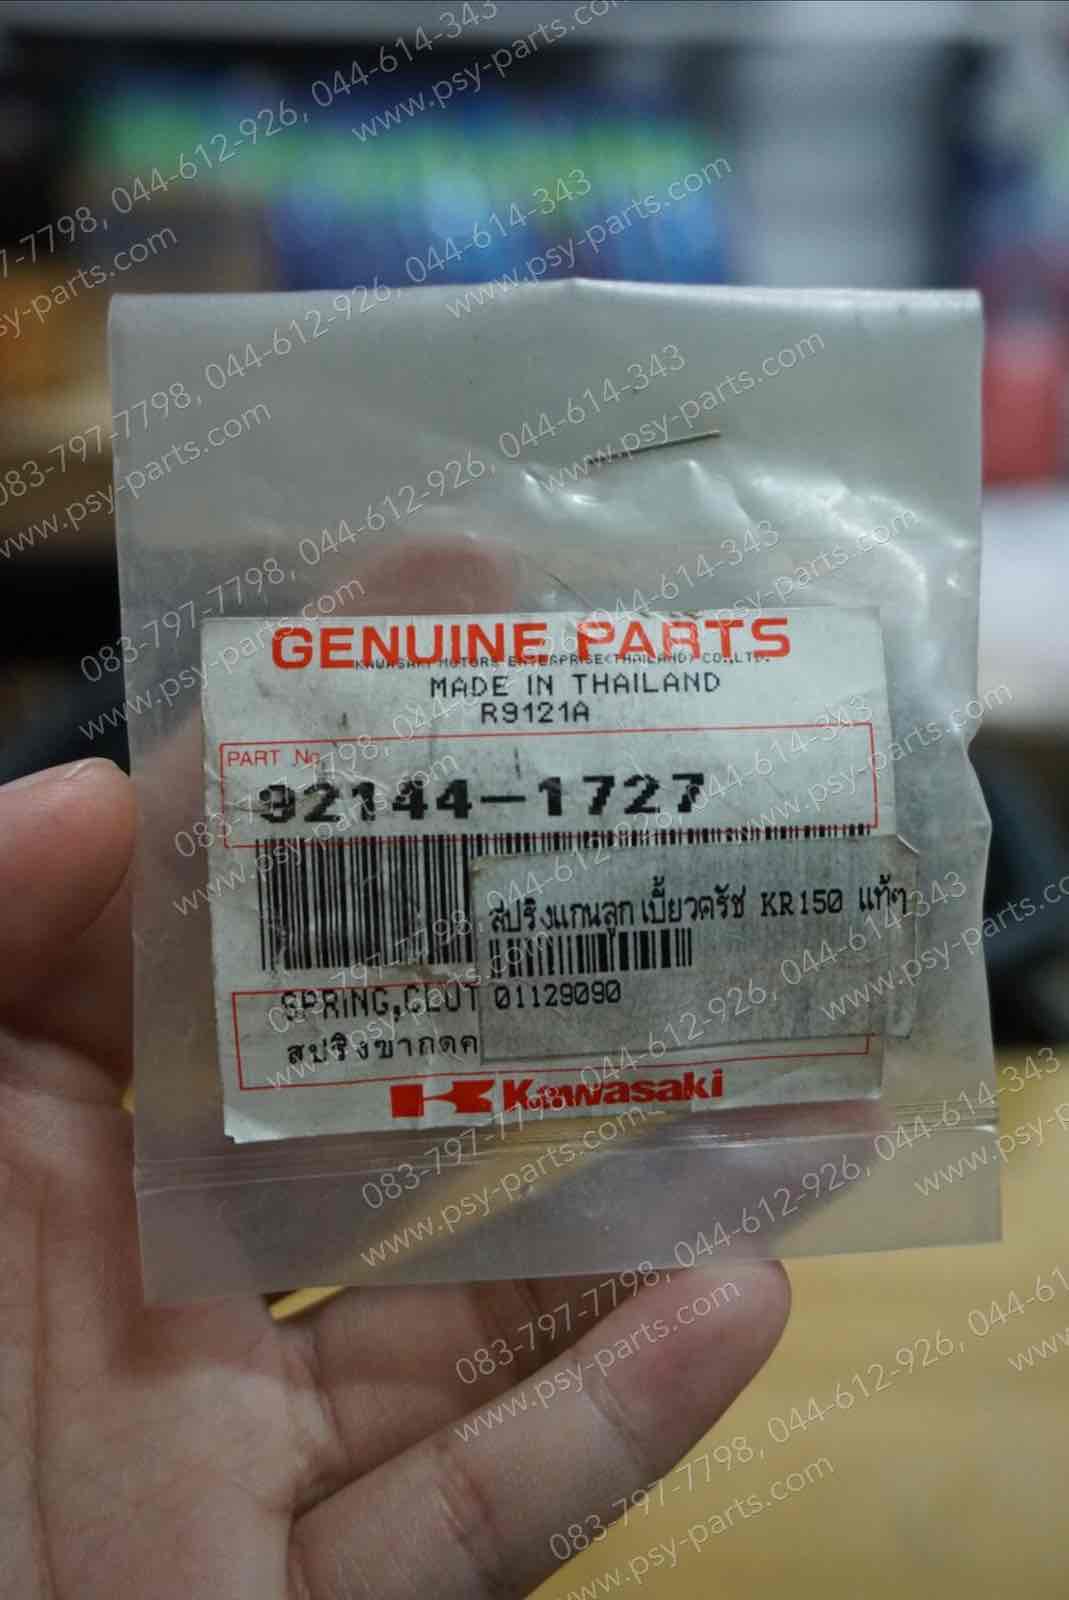 GENUINE PARTS
KAWASAKI MOTORS ENTERPRISE(THAILAND) CO.,LTD.
MADE IN THAILAND
R9121A
PART No.
92144-1727
สปริงแกนลูกเบี้ยวครัช KR150 แท้ๆ
01129090
SPRING,CLUT
สปริงขากดค
Kawasaki
083-797-7798, 044-612-926, 044-614-343
www.psy-parts.com